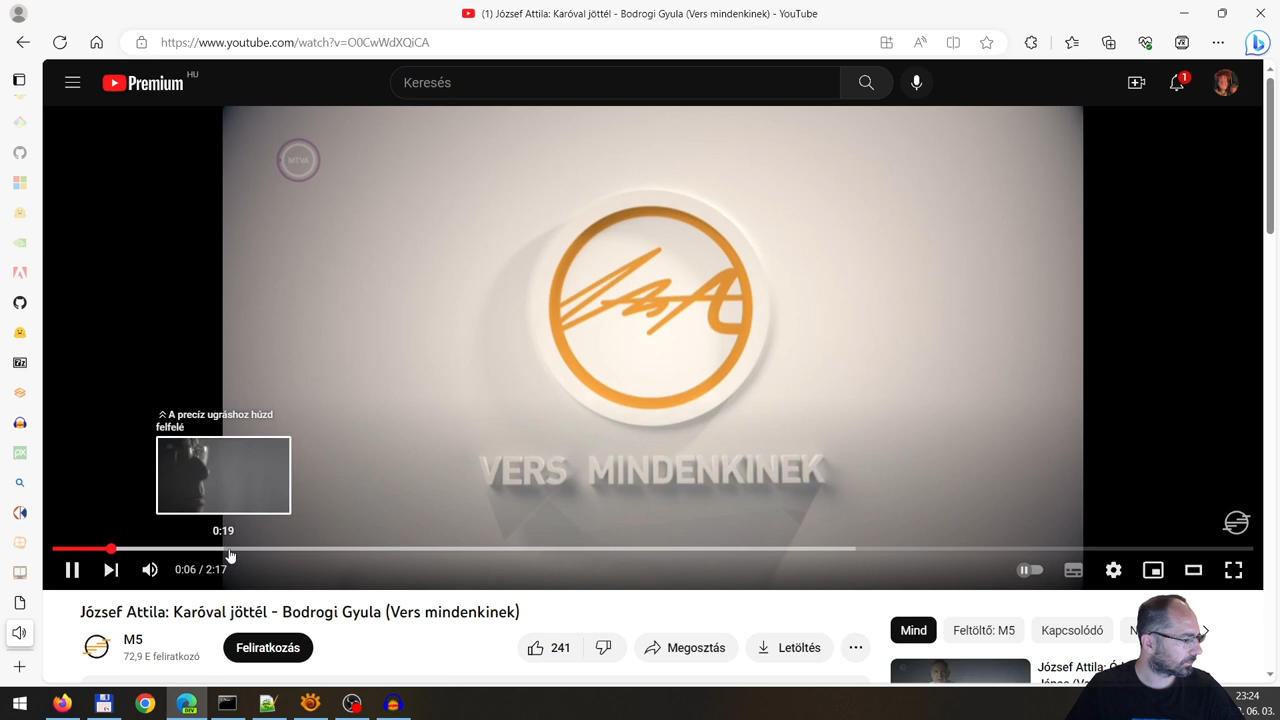 (1) József Attila: Karóval jöttél - Bodrogi Gyula (Vers mindenkinek) - YouTube
https://www.youtube.com/watch?v=O0CwWdXQiCA
Premium HU
Keresés
1
MTVA
VERS MINDENKINEK
A precíz ugráshoz húzd
felfelé
0:19
0:06 / 2:17
József Attila: Karóval jöttél - Bodrogi Gyula (Vers mindenkinek)
M5
72,9 E feliratkozó
Feliratkozás
241
Megosztás
Letöltés
Mind
Feltöltő: M5
Kapcsolódó
József Attila:
DEV
23:24
06. 03.